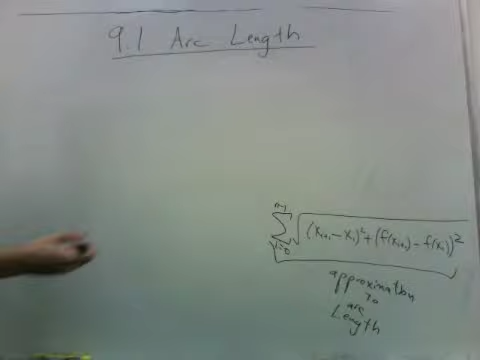 9.1 Arc Length
n-1
∑ √(x_{i+1} - x_i)² + (f(x_{i+1}) - f(x_i))²
i=0
approximation
to
arc
Length